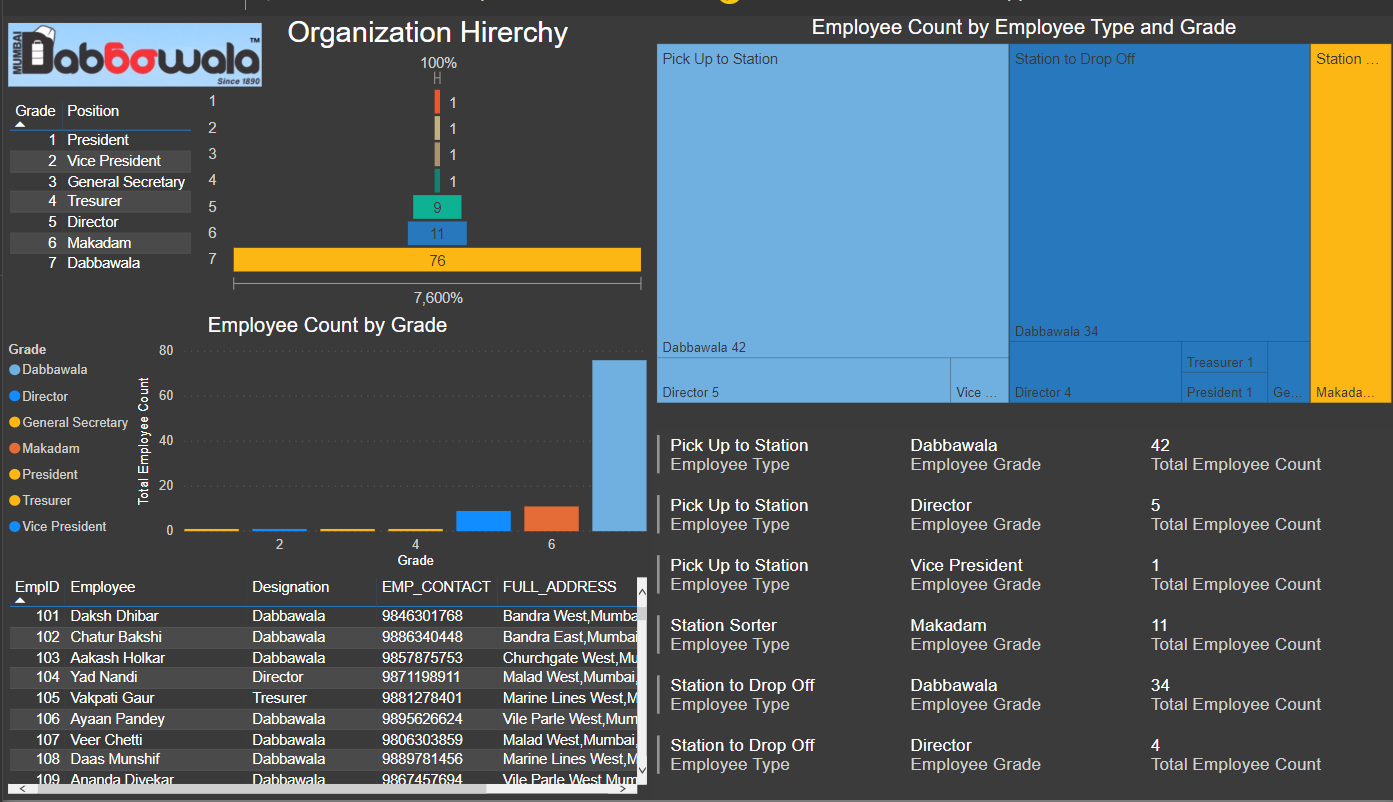 MUMBAI
Dabbawala ™
Since 1890
Organization Hirerchy
100%
1 1
2 1
3 1
4 1
5 9
6 11
7 76
7,600%
Grade Position
1 President
2 Vice President
3 General Secretary
4 Tresurer
5 Director
6 Makadam
7 Dabbawala
Employee Count by Grade
Grade
Dabbawala
Director
General Secretary
Makadam
President
Tresurer
Vice President
Total Employee Count
80
60
40
20
0
2 4 6
Grade
EmpID Employee Designation EMP_CONTACT FULL_ADDRESS
101 Daksh Dhibar Dabbawala 9846301768 Bandra West,Mumba
102 Chatur Bakshi Dabbawala 9886340448 Bandra East,Mumbai
103 Aakash Holkar Dabbawala 9857875753 Churchgate West,Mu
104 Yad Nandi Director 9871198911 Malad West,Mumbai,
105 Vakpati Gaur Tresurer 9881278401 Marine Lines West,M
106 Ayaan Pandey Dabbawala 9895626624 Vile Parle West,Mum
107 Veer Chetti Dabbawala 9806303859 Malad West,Mumbai,
108 Daas Munshif Dabbawala 9889781456 Marine Lines West,M
109 Ananda Divekar Dabbawala 9867457694 Vile Parle West,Mum
Employee Count by Employee Type and Grade
Pick Up to Station
Dabbawala 42
Director 5
Vice ...
Station to Drop Off
Dabbawala 34
Director 4
Treasurer 1
President 1
Ge...
Station ...
Makada...
Pick Up to Station Dabbawala 42
Employee Type Employee Grade Total Employee Count
Pick Up to Station Director 5
Employee Type Employee Grade Total Employee Count
Pick Up to Station Vice President 1
Employee Type Employee Grade Total Employee Count
Station Sorter Makadam 11
Employee Type Employee Grade Total Employee Count
Station to Drop Off Dabbawala 34
Employee Type Employee Grade Total Employee Count
Station to Drop Off Director 4
Employee Type Employee Grade Total Employee Count